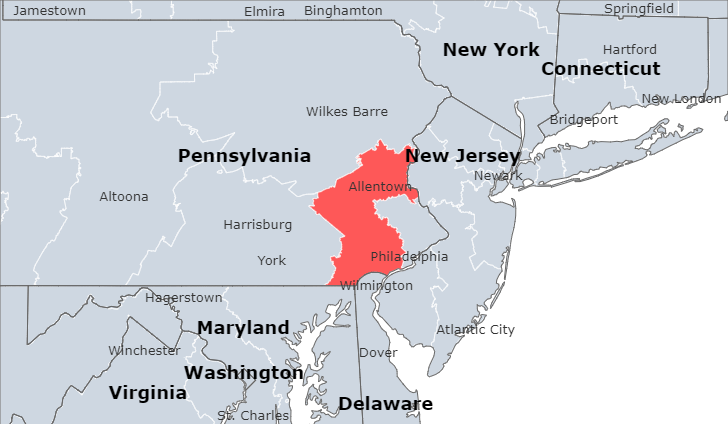 Jamestown
Elmira
Binghamton
Springfield
New York
Hartford
Connecticut
New London
Wilkes Barre
Bridgeport
Pennsylvania
New Jersey
Newark
Allentown
Altoona
Harrisburg
York
Philadelphia
Wilmington
Hagerstown
Maryland
Atlantic City
Winchester
Dover
Washington
Virginia
Delaware
St. Charles